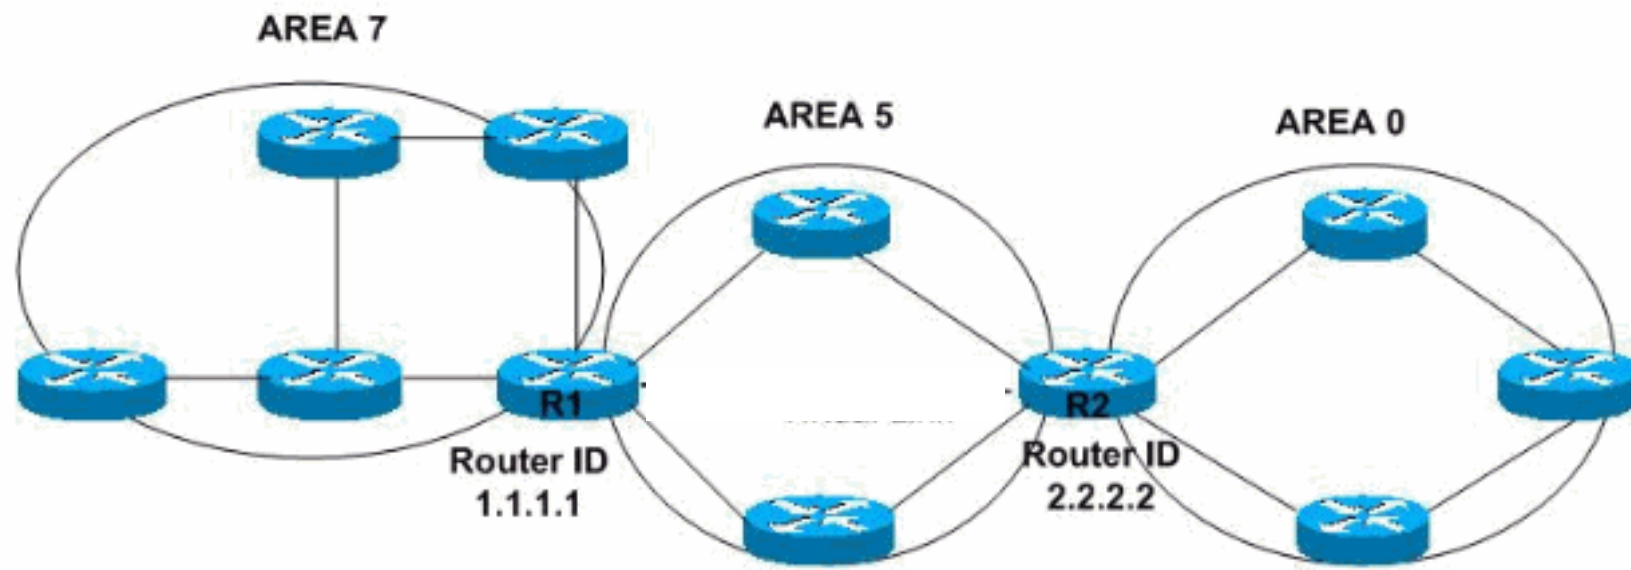 AREA 7
AREA 5
AREA 0
R1
R2
Router ID
1.1.1.1
Router ID
2.2.2.2